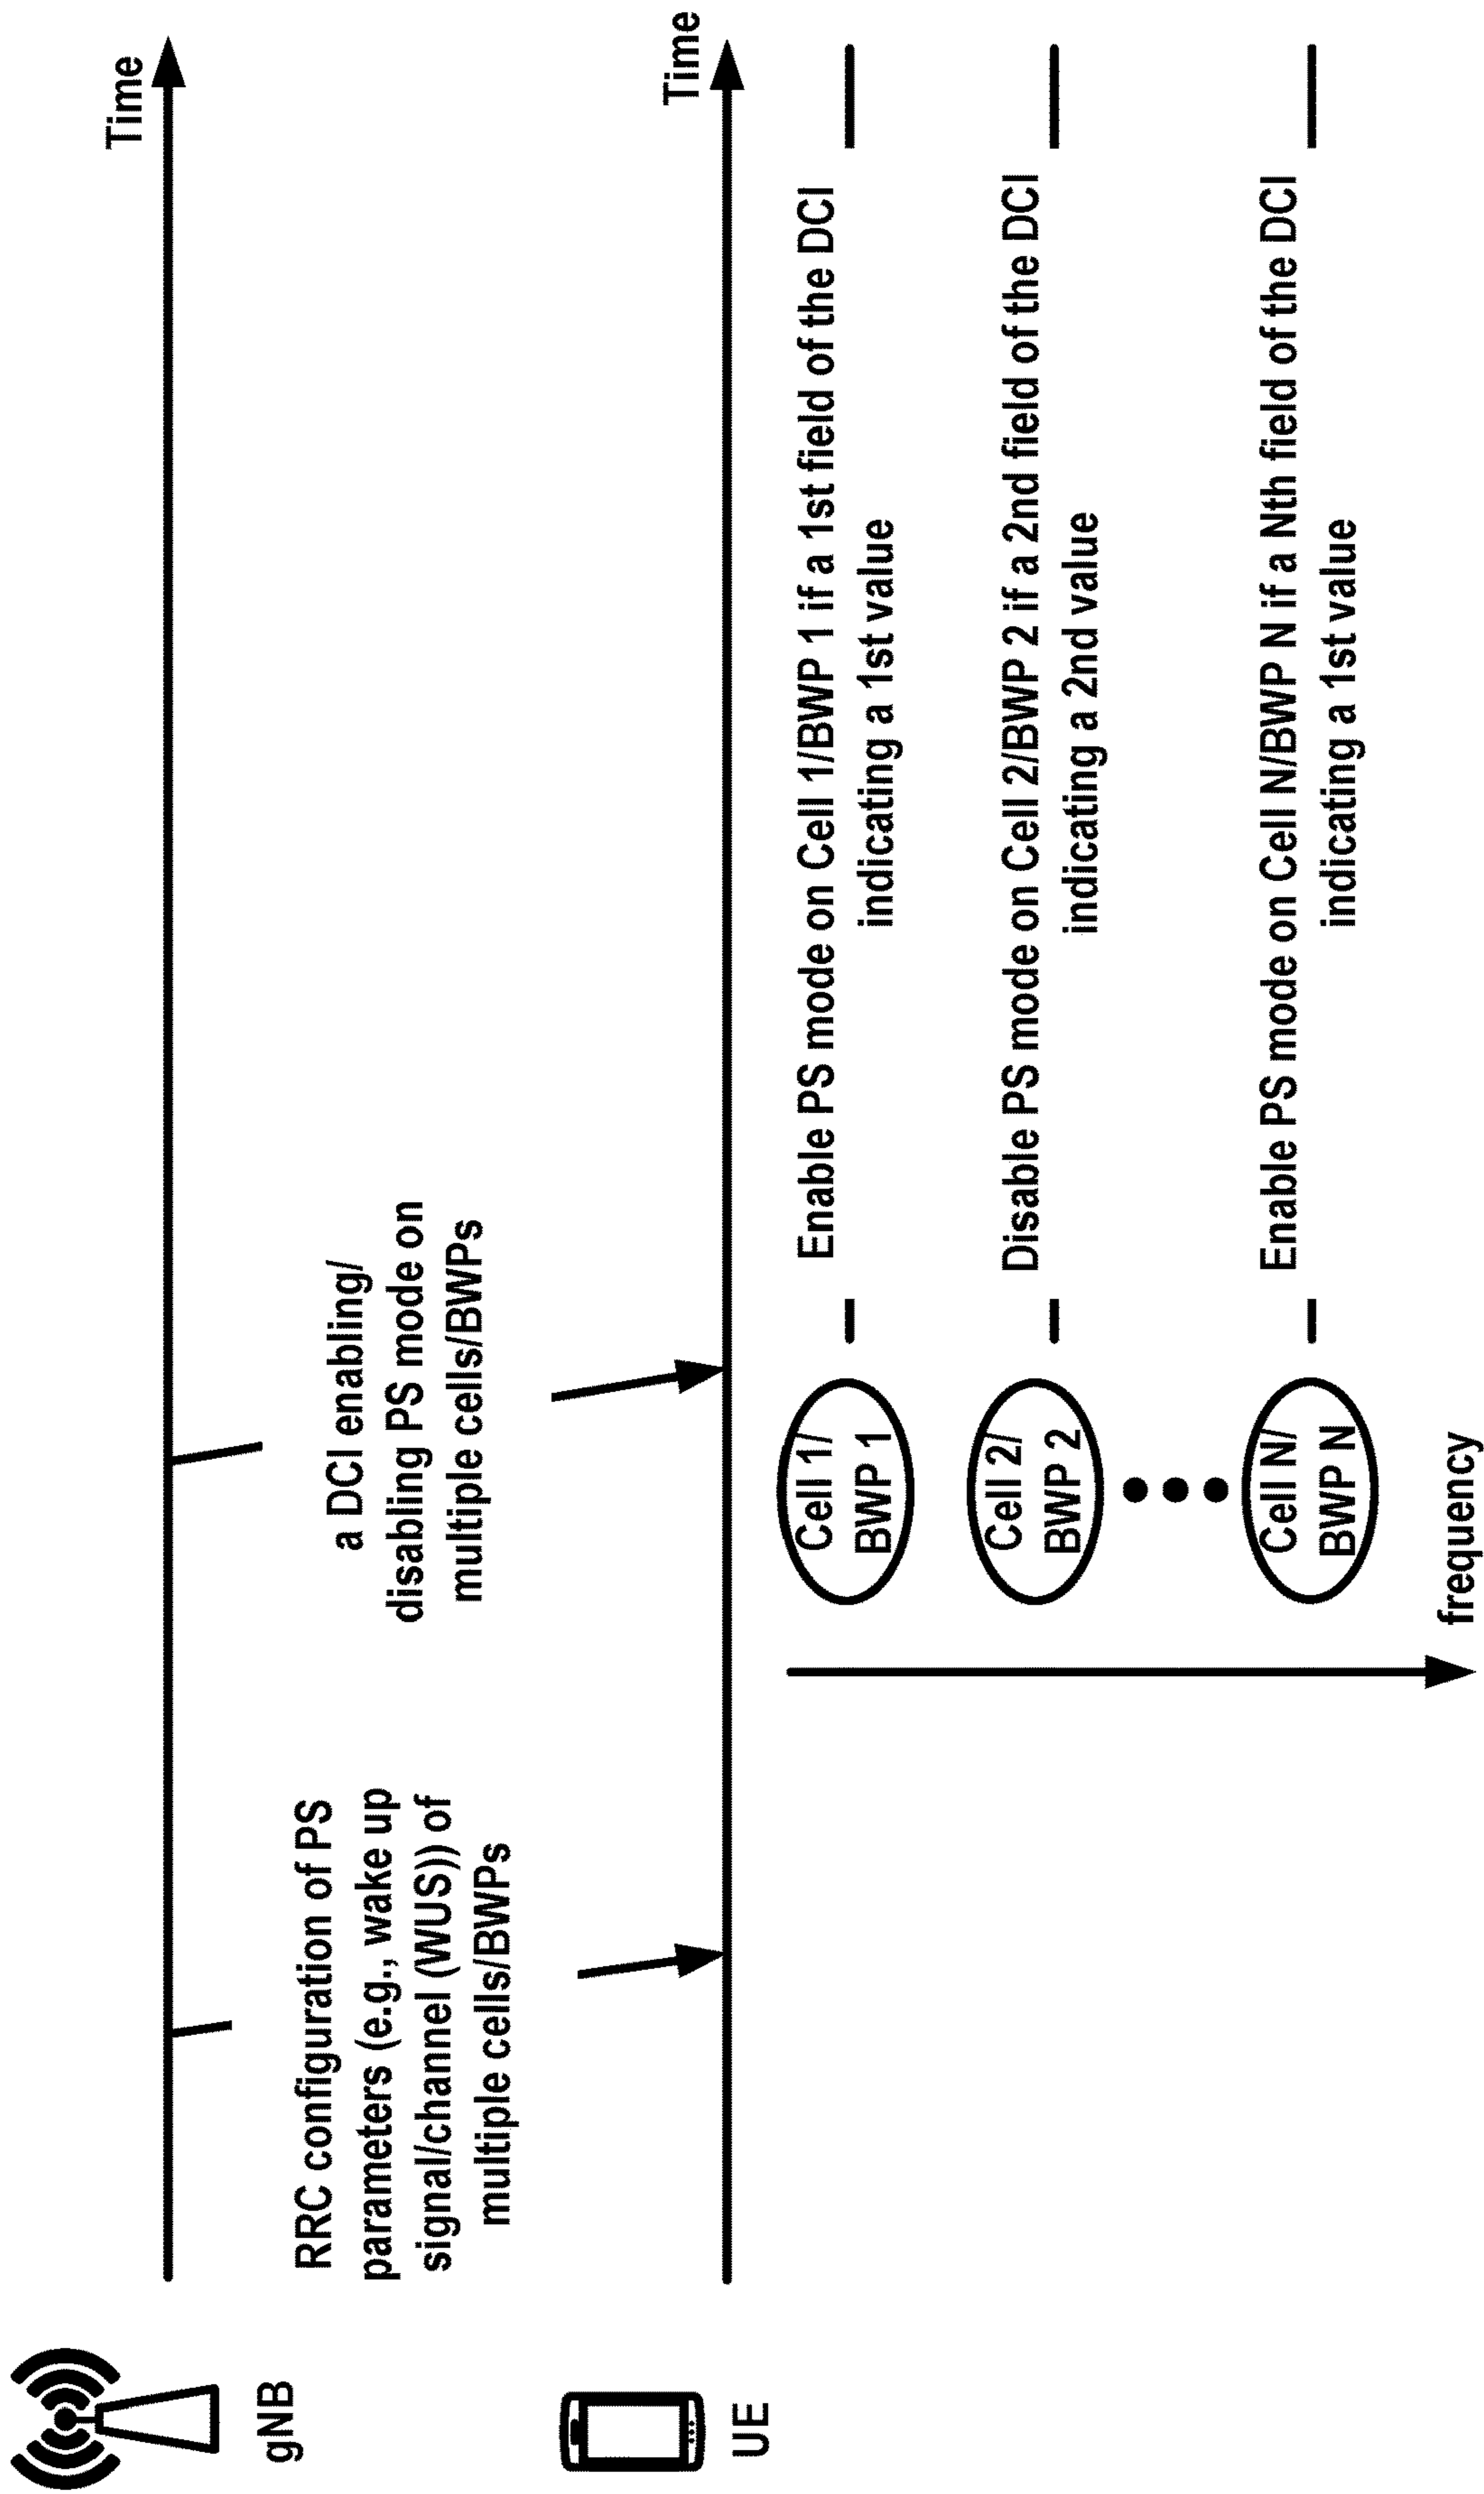 Time
RRC configuration of PS
parameters (e.g., wake up
signal/channel (WUS)) of
multiple cells/BWPs
a DCI enabling/
disabling PS mode on
multiple cells/BWPs
gNB
Time
UE
Cell 1/
BWP 1
Enable PS mode on Cell 1/BWP 1 if a 1st field of the DCI
indicating a 1st value
Cell 2/
BWP 2
Disable PS mode on Cell 2/BWP 2 if a 2nd field of the DCI
indicating a 2nd value
Cell N/
BWP N
Enable PS mode on Cell N/BWP N if a Nth field of the DCI
indicating a 1st value
frequency